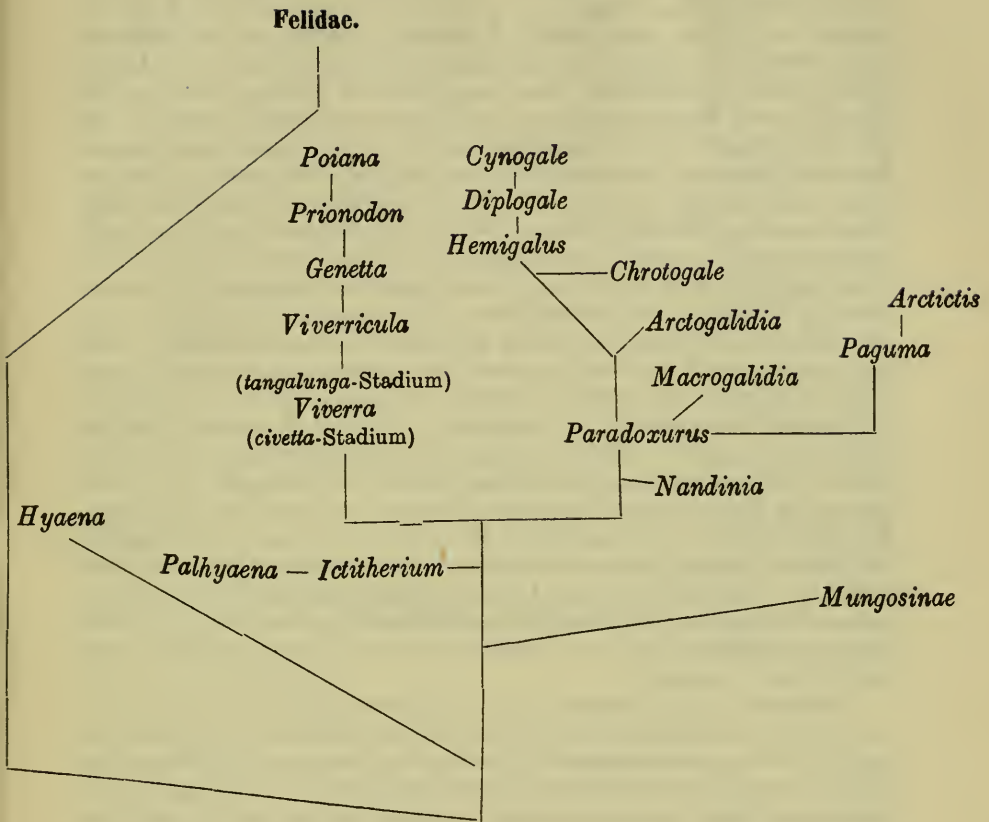 Felidae.
Poiana
Cynogale
Prionodon
Diplogale
Hemigalus
Genetta
Chrotogale
Arctictis
Viverricula
Arctogalidia
Paguma
(tangalunga-Stadium)
Macrogalidia
Viverra
(civetta-Stadium)
Paradoxurus
Nandinia
Hyaena
Palhyaena — Ictitherium
Mungosinae